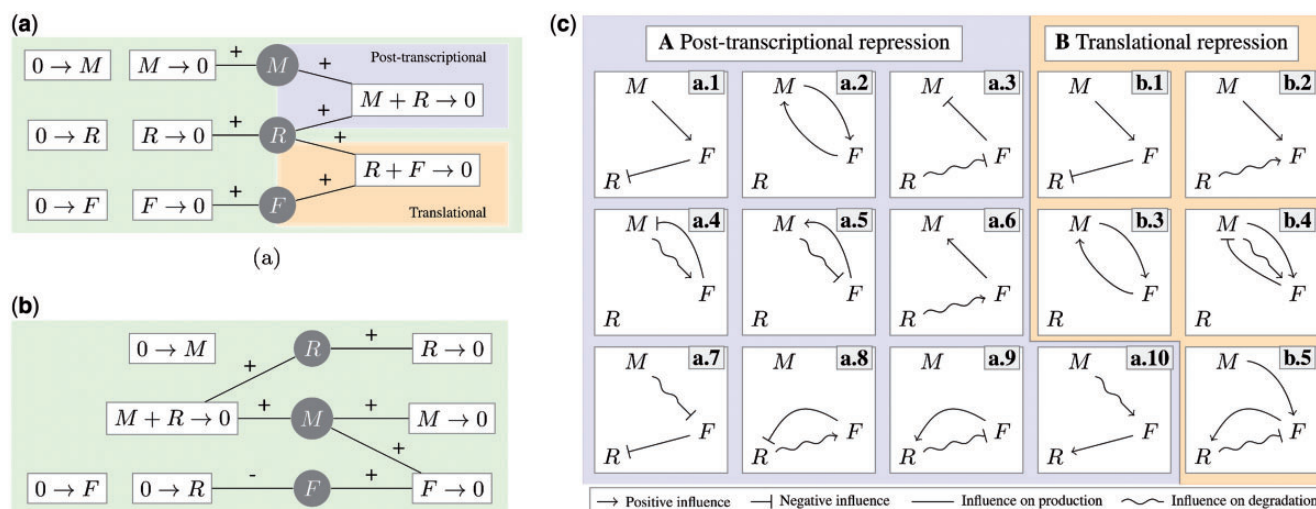 (a)
0 → M M → 0 + M + Post-transcriptional
M + R → 0
+
0 → R R → 0 + R +
R + F → 0
+
0 → F F → 0 + F Translational
(a)
(b)
0 → M + R + R → 0
M + R → 0 + M + M → 0
+
0 → F 0 → R - F + F → 0
(c)
A Post-transcriptional repression B Translational repression
M a.1 M a.2 M a.3 M b.1 M b.2
F F F F F
R R R R R
M a.4 M a.5 M a.6 M b.3 M b.4
F F F F F
R R R R R
M a.7 M a.8 M a.9 M a.10 M b.5
F F F F F
R R R R R
Positive influence Negative influence Influence on production Influence on degradation